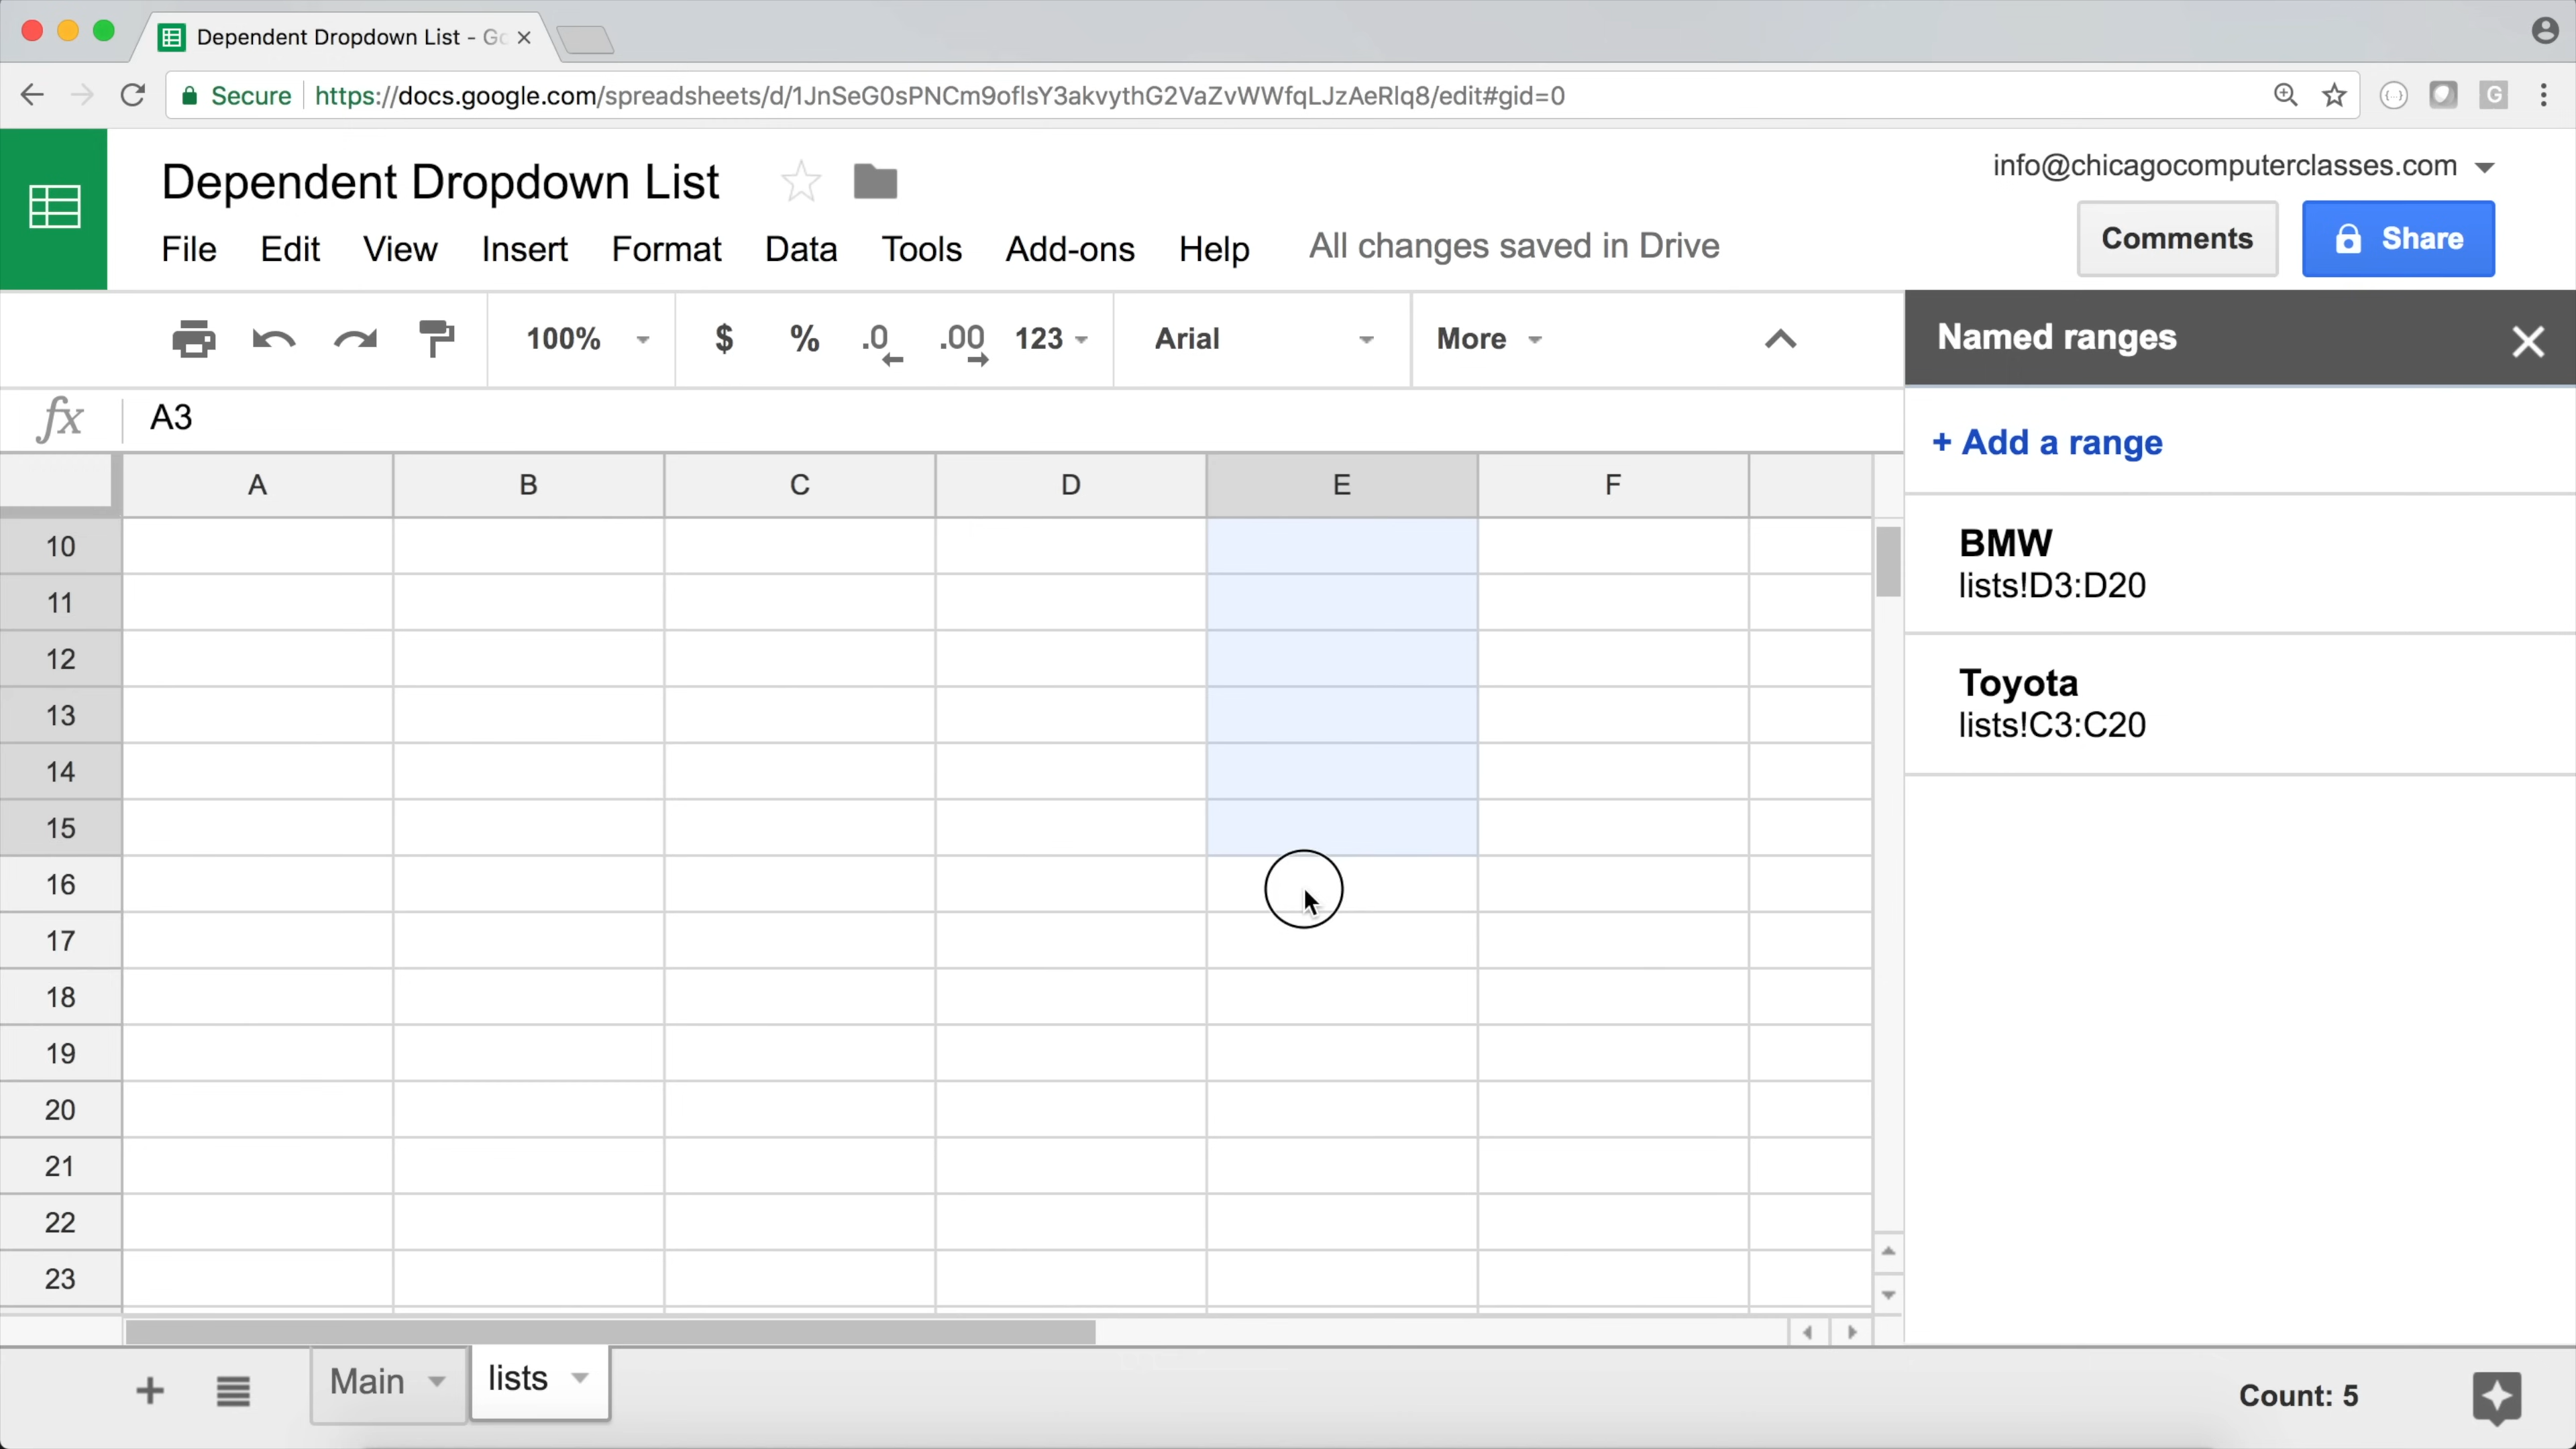 Dependent Dropdown List - Go
Secure https://docs.google.com/spreadsheets/d/1JnSeG0sPNCm9oflsY3akvythG2VaZvWWfqLJzAeRlq8/edit#gid=0
G
Dependent Dropdown List
info@chicagocomputerclasses.com
File Edit View Insert Format Data Tools Add-ons Help All changes saved in Drive
Comments Share
100% $ % .0 .00 123 Arial More
Named ranges
fx A3
+ Add a range
A B C D E F
BMW
lists!D3:D20
Toyota
lists!C3:C20
10
11
12
13
14
15
16
17
18
19
20
21
22
23
Main lists
Count: 5